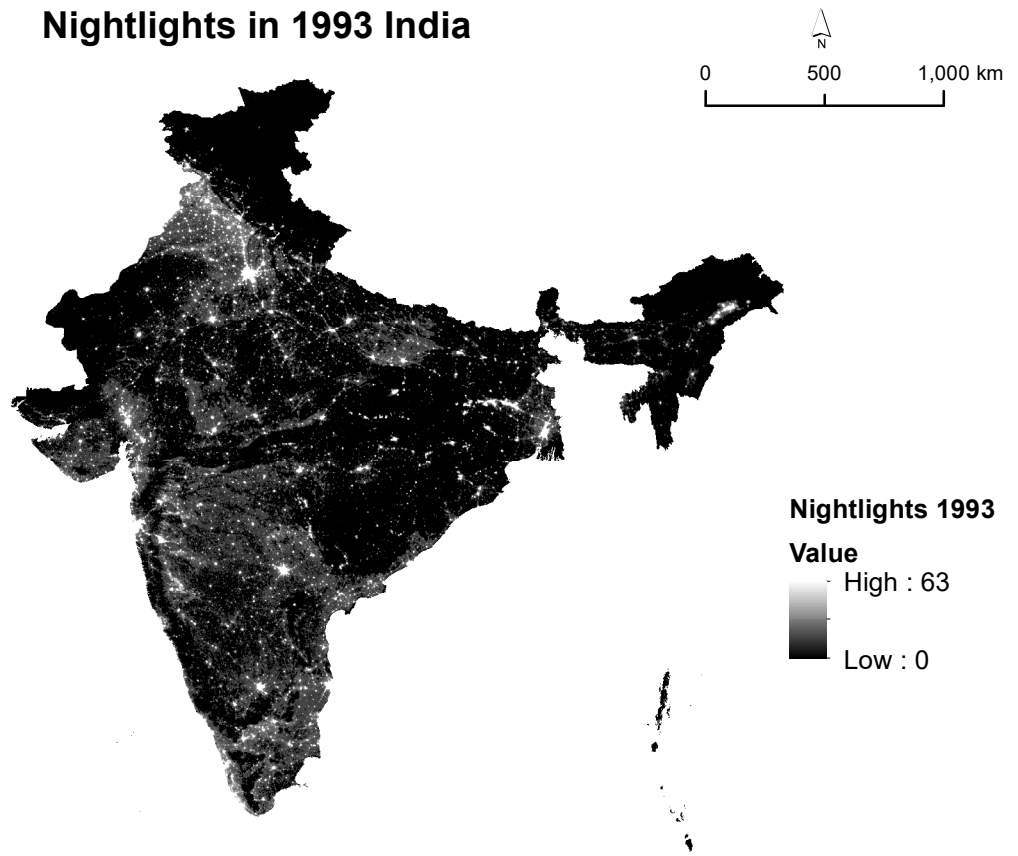 Nightlights in 1993 India
N
0 500 1,000 km
Nightlights 1993
Value
High : 63
Low : 0